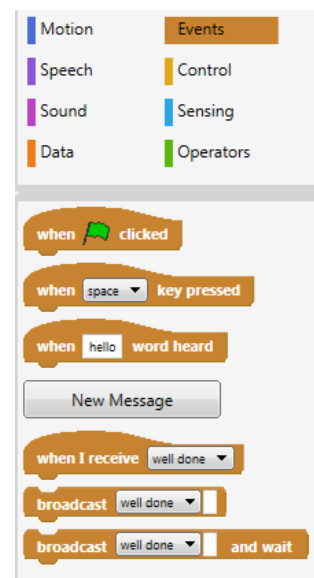 Motion Events
Speech Control
Sound Sensing
Data Operators
when clicked
when space key pressed
when hello word heard
New Message
when I receive well done
broadcast well done
broadcast well done and wait